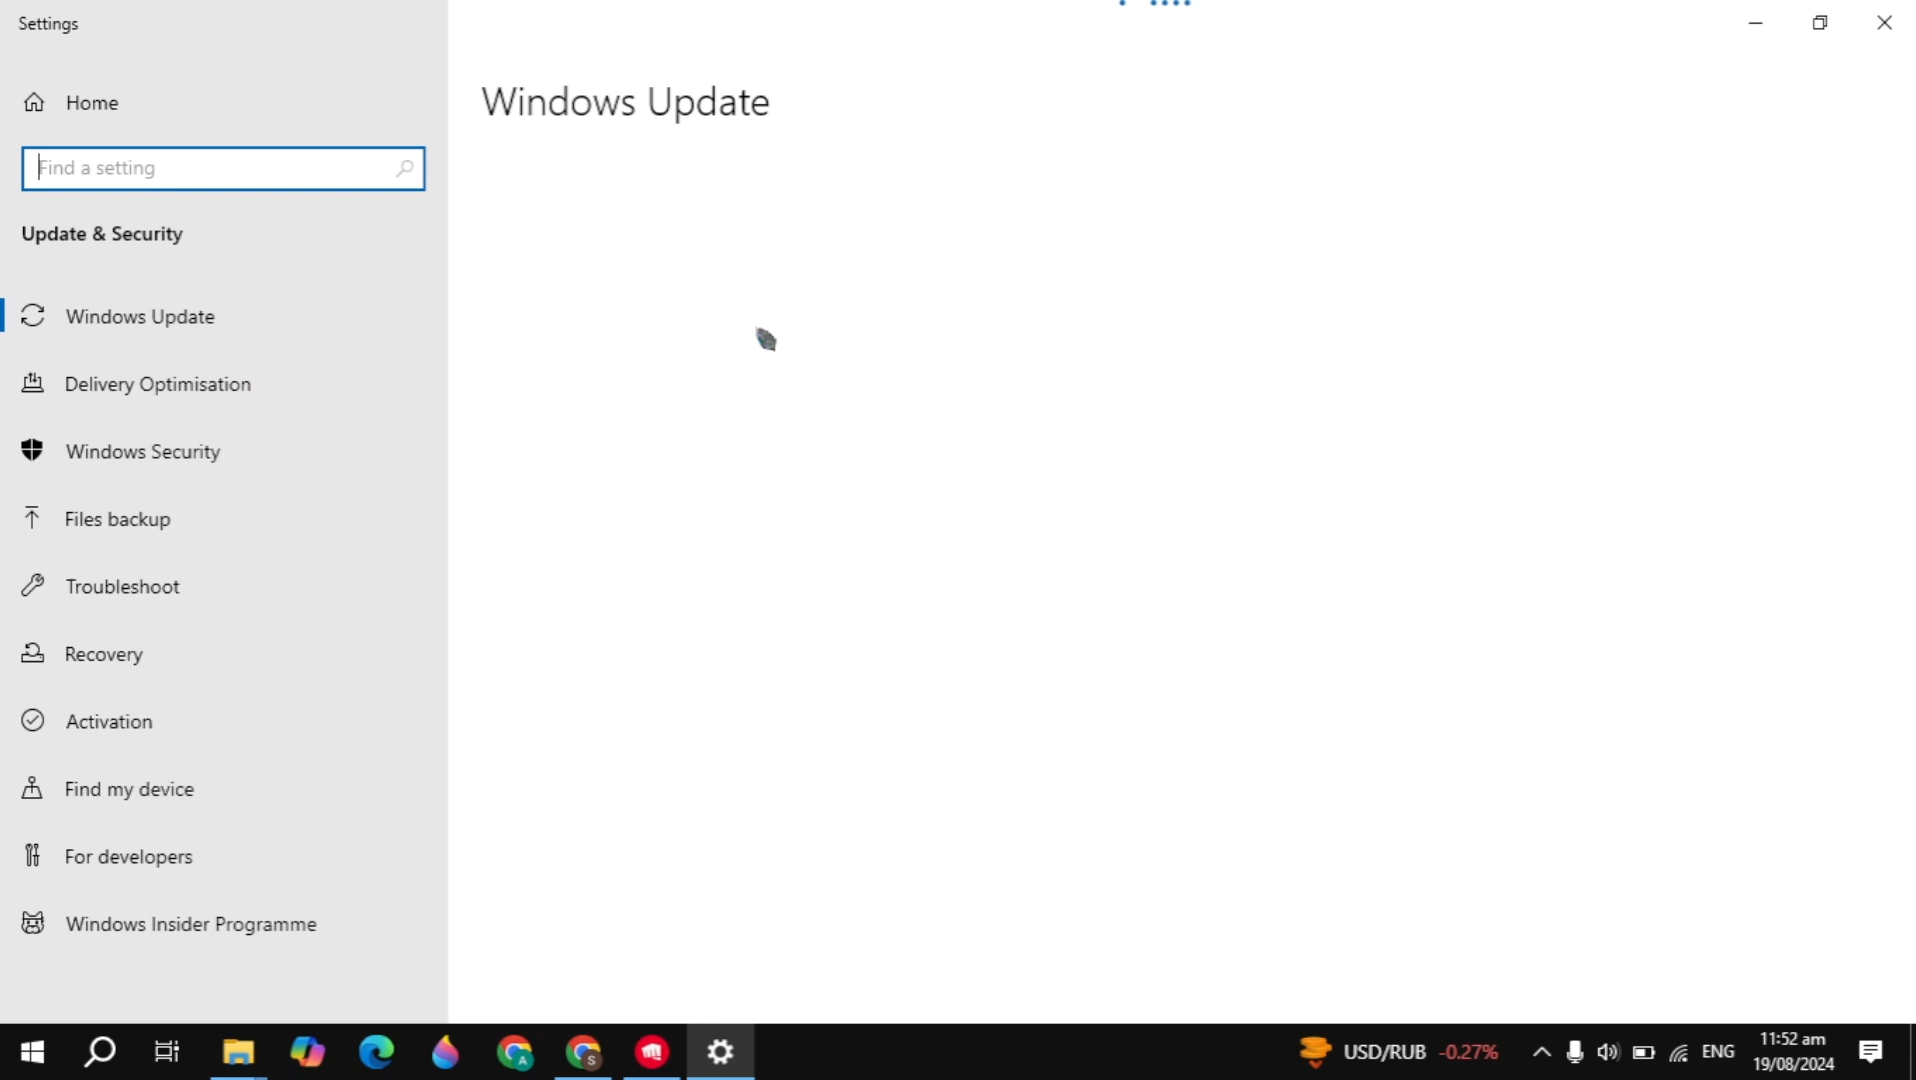 Settings
Home
Find a setting
Update & Security
Windows Update
Delivery Optimisation
Windows Security
Files backup
Troubleshoot
Recovery
Activation
Find my device
For developers
Windows Insider Programme
Windows Update
A
S
USD/RUB -0.27%
ENG
11:52 am
19/08/2024